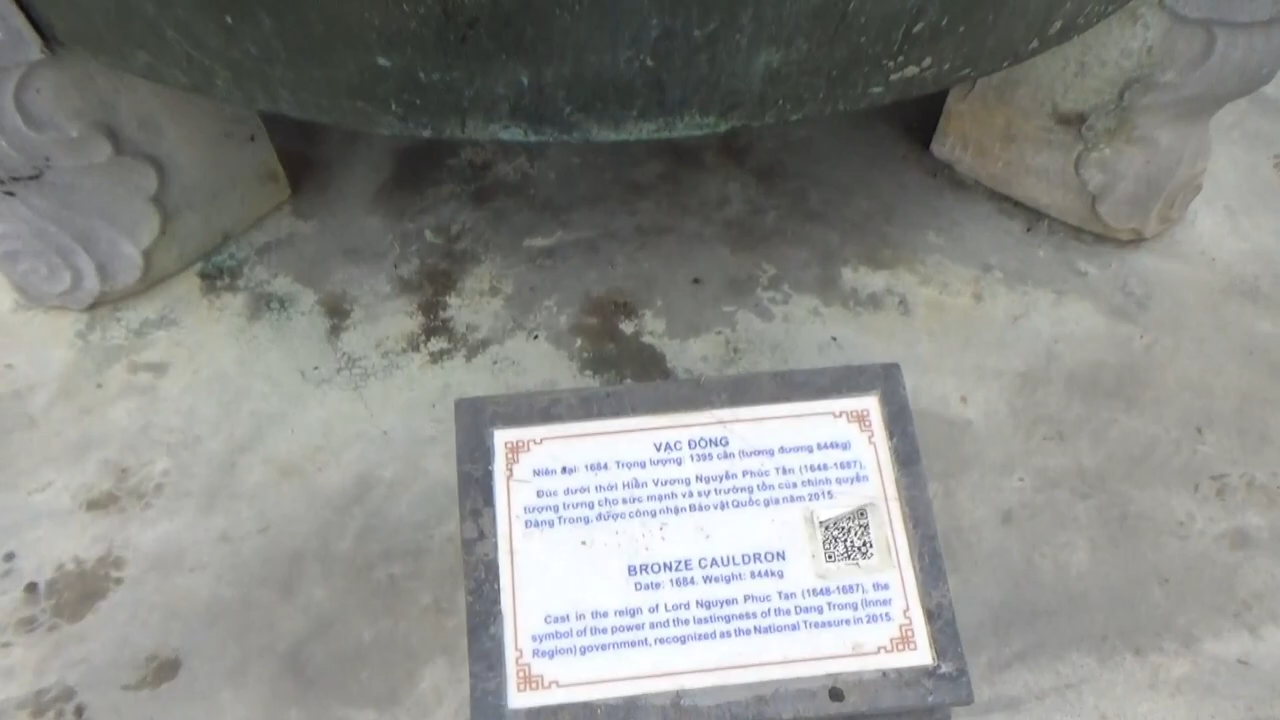 VẠC ĐỒNG
Niên đại: 1684. Trọng lượng: 1395 cân (tương đương 844kg)
Đúc dưới thời Hiền Vương Nguyễn Phúc Tần (1648-1687),
tượng trưng cho sức mạnh và sự trường tồn của chính quyền
Đàng Trong, được công nhận Bảo vật Quốc gia năm 2015.
BRONZE CAULDRON
Date: 1684. Weight: 844kg
Cast in the reign of Lord Nguyen Phuc Tan (1648-1687), the
symbol of the power and the lastingness of the Dang Trong (Inner
Region) government, recognized as the National Treasure in 2015.